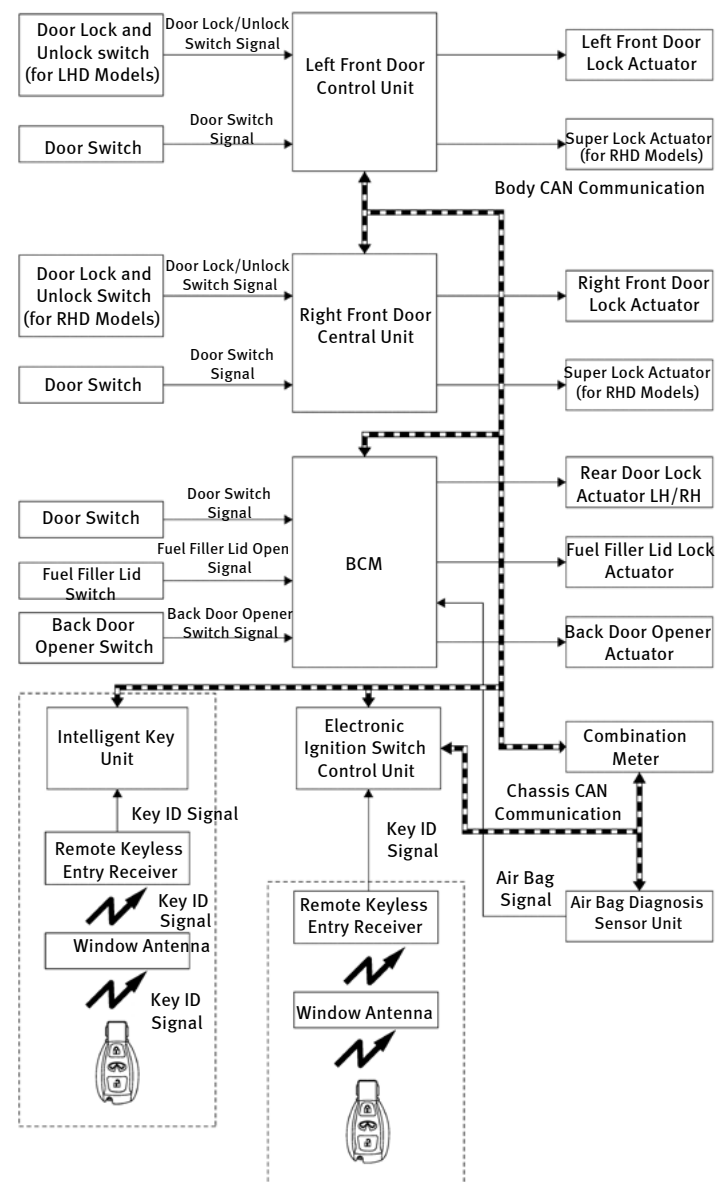 Door Lock and
Unlock switch
(for LHD Models)
Door Lock/Unlock
Switch Signal
Left Front Door
Control Unit
Left Front Door
Lock Actuator
Door Switch
Door Switch
Signal
Super Lock Actuator
(for RHD Models)
Body CAN Communication
Door Lock and
Unlock Switch
(for RHD Models)
Door Lock/Unlock
Switch Signal
Right Front Door
Central Unit
Right Front Door
Lock Actuator
Door Switch
Door Switch
Signal
Super Lock Actuator
(for RHD Models)
Door Switch
Door Switch
Signal
BCM
Rear Door Lock
Actuator LH/RH
Fuel Filler Lid
Switch
Fuel Filler Lid Open
Signal
Fuel Filler Lid Lock
Actuator
Back Door
Opener Switch
Back Door Opener
Switch Signal
Back Door Opener
Actuator
Intelligent Key
Unit
Electronic
Ignition Switch
Control Unit
Combination
Meter
Chassis CAN
Communication
Key ID Signal
Key ID
Signal
Remote Keyless
Entry Receiver
Air Bag
Signal
Air Bag Diagnosis
Sensor Unit
Key ID
Signal
Window Antenna
Key ID
Signal
Remote Keyless
Entry Receiver
Window Antenna